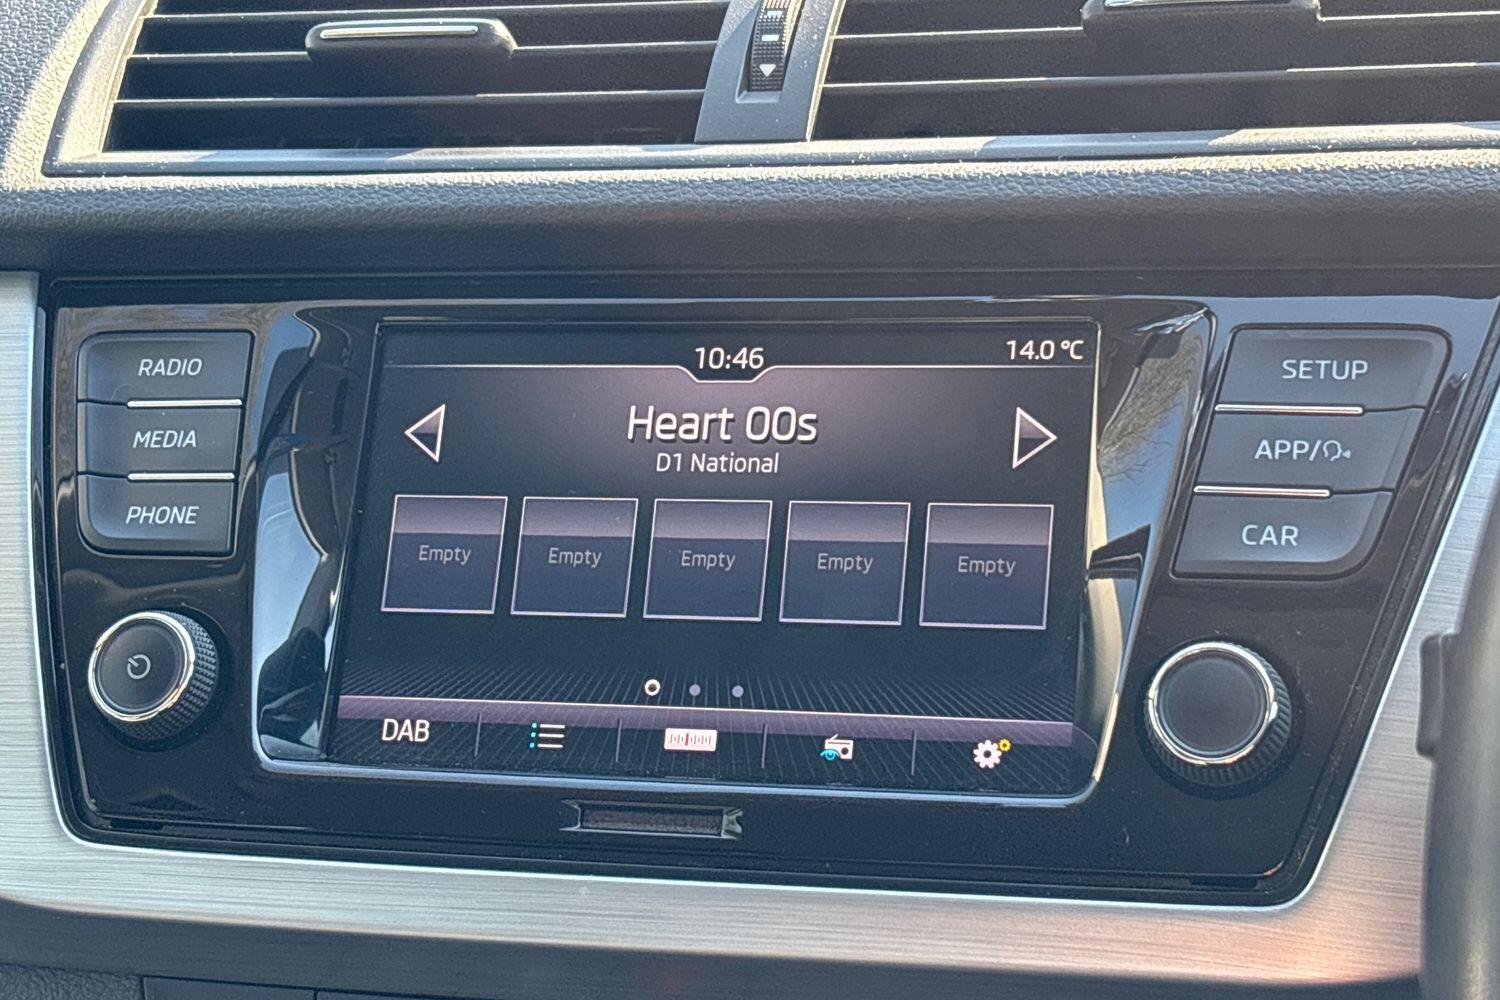 10:46
14.0 °C
Heart 00s
D1 National
Empty Empty Empty Empty Empty
DAB
RADIO
MEDIA
PHONE
SETUP
APP/
CAR